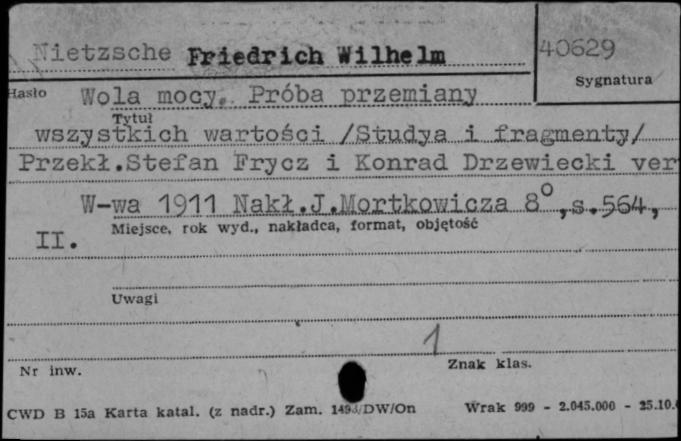 Nietzsche Friedrich Wilhelm
40629
Sygnatura
Hasło
Wola mocy. Próba przemiany
Tytuł
wszystkich wartości /Studya i fragmenty/
Przekł.Stefan Frycz i Konrad Drzewiecki ver
W-wa 1911 Nakł.J.Mortkowicza 8°,s.564,
Miejsce, rok wyd., nakładca, format, objętość
II.
Uwagi
1
Nr inw.
Znak klas.
CWD B 15a Karta katal. (z nadr.) Zam. DW/On Wrak 999 - 2.045.000 - 25.10.